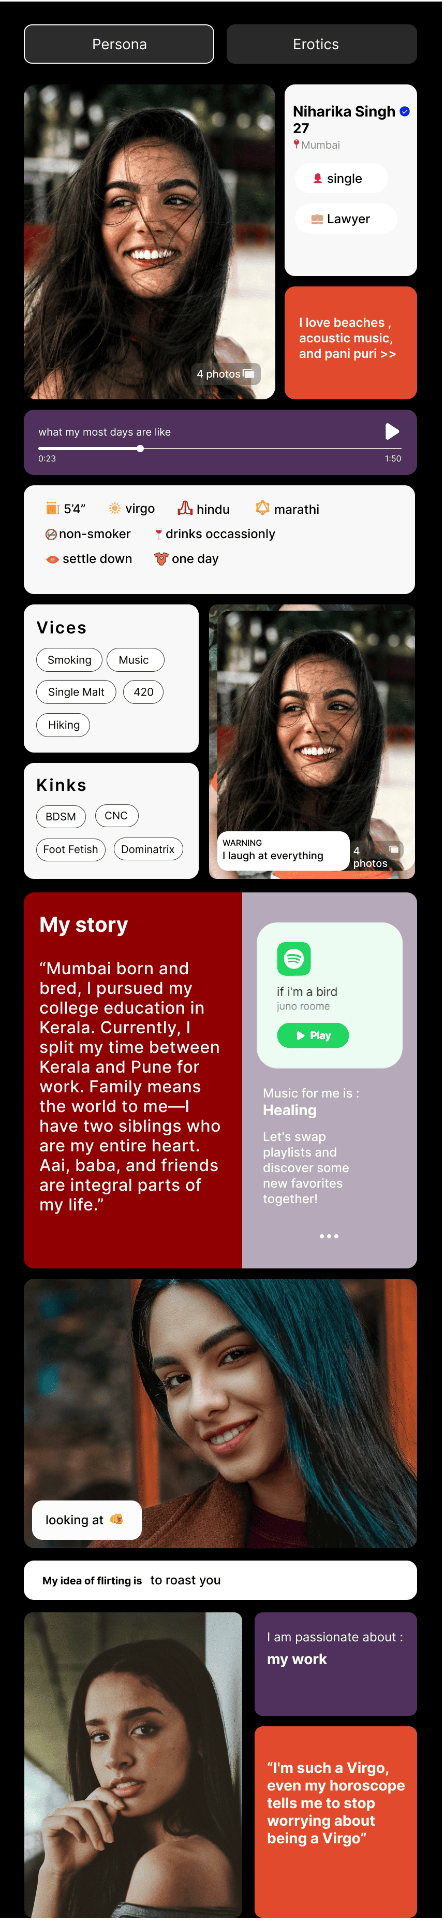 Persona
Erotics
Niharika Singh
27
Mumbai
single
Lawyer
4 photos
I love beaches ,
acoustic music,
and pani puri >>
what my most days are like
0:23
1:50
5'4”
virgo
hindu
marathi
non-smoker
drinks occassionly
settle down
one day
Vices
Smoking
Music
Single Malt
420
Hiking
Kinks
BDSM
CNC
Foot Fetish
Dominatrix
WARNING
I laugh at everything
4
photos
My story
“Mumbai born and
bred, I pursued my
college education in
Kerala. Currently, I
split my time between
Kerala and Pune for
work. Family means
the world to me—I
have two siblings who
are my entire heart.
Aai, baba, and friends
are integral parts of
my life.”
if i'm a bird
juno roome
Play
Music for me is :
Healing
Let's swap
playlists and
discover some
new favorites
together!
looking at
My idea of flirting is to roast you
I am passionate about :
my work
“I'm such a Virgo,
even my horoscope
tells me to stop
worrying about
being a Virgo”